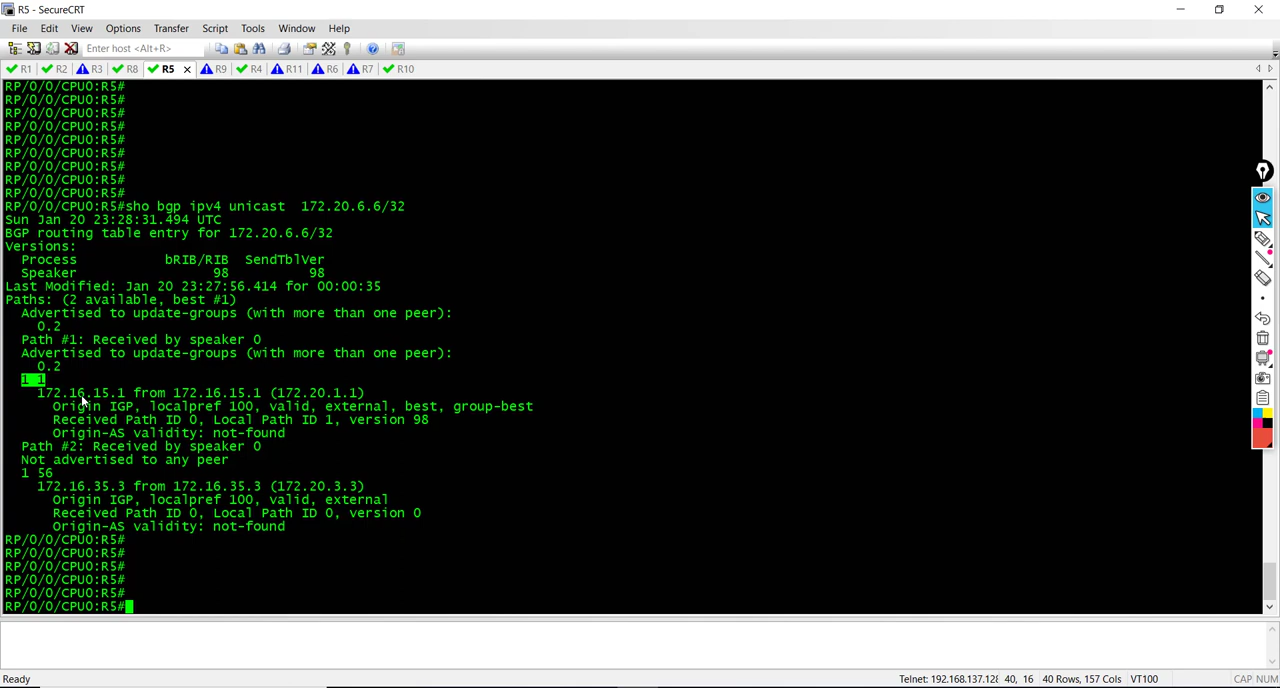 R5 - SecureCRT
File Edit View Options Transfer Script Tools Window Help
Enter host <Alt+R>
R1 R2 R3 R8 R5 R9 R4 R11 R6 R7 R10
RP/0/0/CPU0:R5#
RP/0/0/CPU0:R5#
RP/0/0/CPU0:R5#
RP/0/0/CPU0:R5#
RP/0/0/CPU0:R5#
RP/0/0/CPU0:R5#
RP/0/0/CPU0:R5#
RP/0/0/CPU0:R5#
RP/0/0/CPU0:R5#
RP/0/0/CPU0:R5#sho bgp ipv4 unicast  172.20.6.6/32
Sun Jan 20 23:28:31.494 UTC
BGP routing table entry for 172.20.6.6/32
Versions:
  Process           bRIB/RIB  SendTblVer
  Speaker                 98          98
Last Modified: Jan 20 23:27:56.414 for 00:00:35
Paths: (2 available, best #1)
  Advertised to update-groups (with more than one peer):
    0.2
  Path #1: Received by speaker 0
  Advertised to update-groups (with more than one peer):
    0.2
  1 1
    172.16.15.1 from 172.16.15.1 (172.20.1.1)
      Origin IGP, localpref 100, valid, external, best, group-best
      Received Path ID 0, Local Path ID 1, version 98
      Origin-AS validity: not-found
  Path #2: Received by speaker 0
  Not advertised to any peer
  1 56
    172.16.35.3 from 172.16.35.3 (172.20.3.3)
      Origin IGP, localpref 100, valid, external
      Received Path ID 0, Local Path ID 0, version 0
      Origin-AS validity: not-found
RP/0/0/CPU0:R5#
RP/0/0/CPU0:R5#
RP/0/0/CPU0:R5#
RP/0/0/CPU0:R5#
RP/0/0/CPU0:R5#
RP/0/0/CPU0:R5#
Ready Telnet: 192.168.137.128 40, 16 40 Rows, 157 Cols VT100 CAP NUM